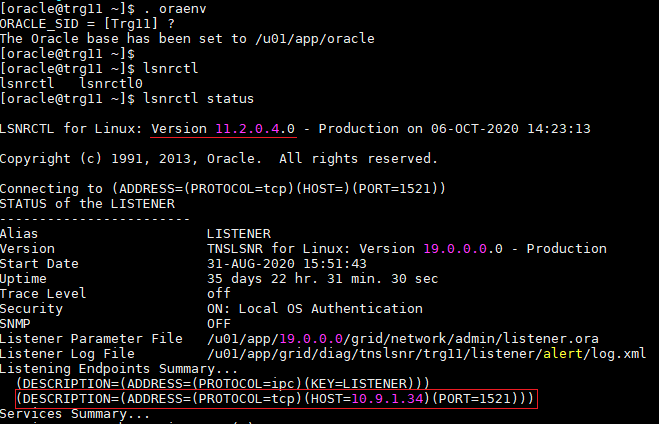 [oracle@trg11 ~]$ . oraenv
ORACLE_SID = [Trg11] ?
The Oracle base has been set to /u01/app/oracle
[oracle@trg11 ~]$
[oracle@trg11 ~]$ lsnrctl
lsnrctl   lsnrctl0
[oracle@trg11 ~]$ lsnrctl status
LSNRCTL for Linux: Version 11.2.0.4.0 - Production on 06-OCT-2020 14:23:13
Copyright (c) 1991, 2013, Oracle.  All rights reserved.
Connecting to (ADDRESS=(PROTOCOL=tcp)(HOST=)(PORT=1521))
STATUS of the LISTENER
------------------------
Alias                     LISTENER
Version                   TNSLSNR for Linux: Version 19.0.0.0.0 - Production
Start Date                31-AUG-2020 15:51:43
Uptime                    35 days 22 hr. 31 min. 30 sec
Trace Level               off
Security                  ON: Local OS Authentication
SNMP                      OFF
Listener Parameter File   /u01/app/19.0.0.0/grid/network/admin/listener.ora
Listener Log File         /u01/app/grid/diag/tnslsnr/trg11/listener/alert/log.xml
Listening Endpoints Summary...
  (DESCRIPTION=(ADDRESS=(PROTOCOL=ipc)(KEY=LISTENER)))
  (DESCRIPTION=(ADDRESS=(PROTOCOL=tcp)(HOST=10.9.1.34)(PORT=1521)))
Services Summary...